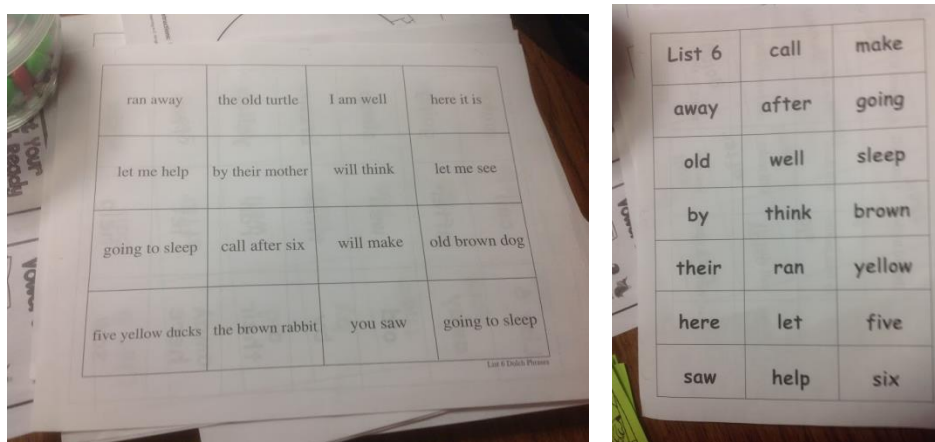 ran away the old turtle I am well here it is
let me help by their mother will think let me see
going to sleep call after six will make old brown dog
five yellow ducks the brown rabbit you saw going to sleep
List 6 Dolch Phrases
List 6 call make
away after going
old well sleep
by think brown
their ran yellow
here let five
saw help six
Your
Ready